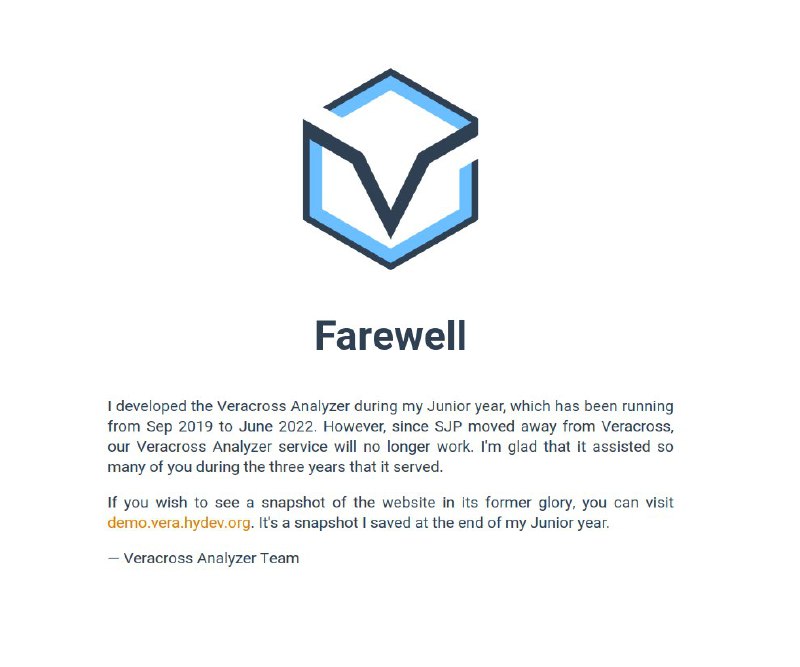 Farewell
I developed the Veracross Analyzer during my Junior year, which has been running
from Sep 2019 to June 2022. However, since SJP moved away from Veracross,
our Veracross Analyzer service will no longer work. I'm glad that it assisted so
many of you during the three years that it served.
If you wish to see a snapshot of the website in its former glory, you can visit
demo.vera.hydev.org. It's a snapshot I saved at the end of my Junior year.
— Veracross Analyzer Team